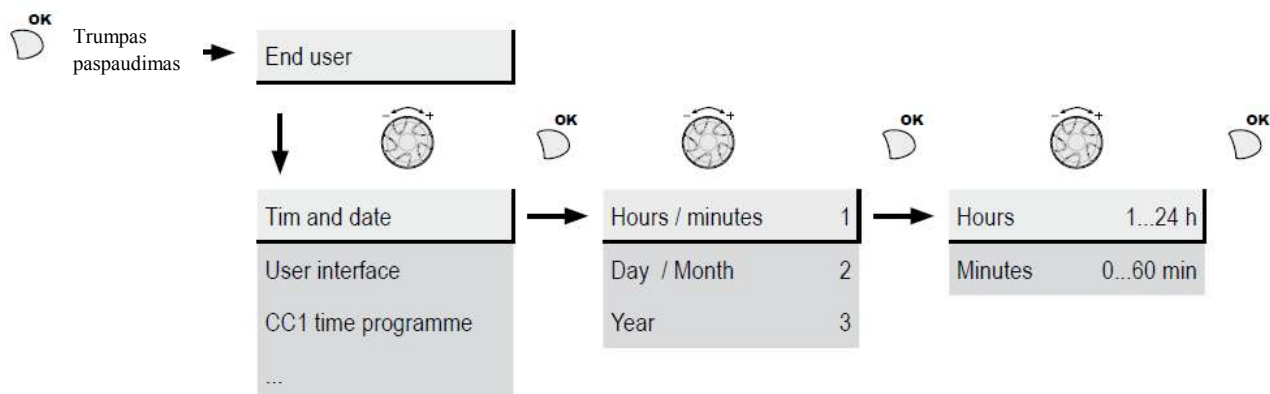 OK
Trumpas
paspaudimas
End user
- +
OK
- +
OK
- +
OK
Tim and date
Hours / minutes 1
Hours 1...24 h
User interface
Day / Month 2
Minutes 0...60 min
CC1 time programme
Year 3
...